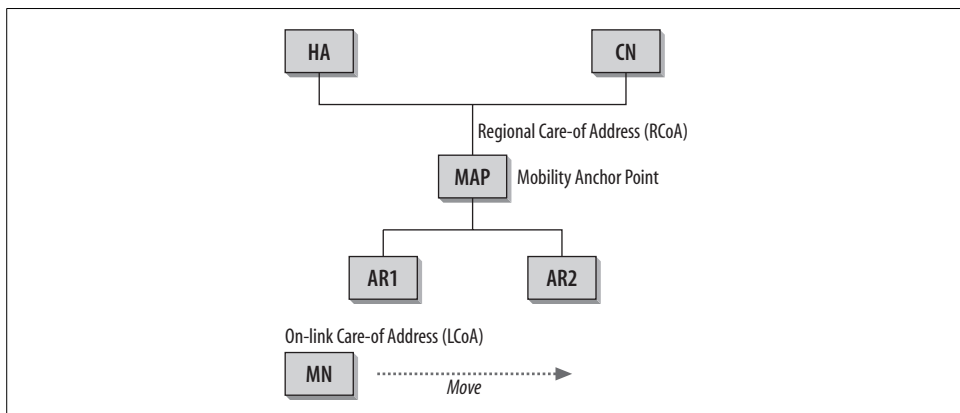 HA
CN
Regional Care-of Address (RCoA)
MAP
Mobility Anchor Point
AR1
AR2
On-link Care-of Address (LCoA)
MN
Move